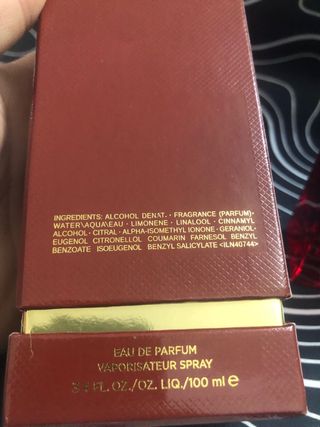 INGREDIENTS: ALCOHOL DENAT. · FRAGRANCE (PARFUM) ·
WATER\AQUA\EAU · LIMONENE · LINALOOL · CINNAMYL
ALCOHOL · CITRAL · ALPHA-ISOMETHYL IONONE · GERANIOL ·
EUGENOL CITRONELLOL COUMARIN FARNESOL BENZYL
BENZOATE ISOEUGENOL BENZYL SALICYLATE <ILN40744>
EAU DE PARFUM
VAPORISATEUR SPRAY
3.4 FL. OZ./OZ. LIQ./100 ml ℮